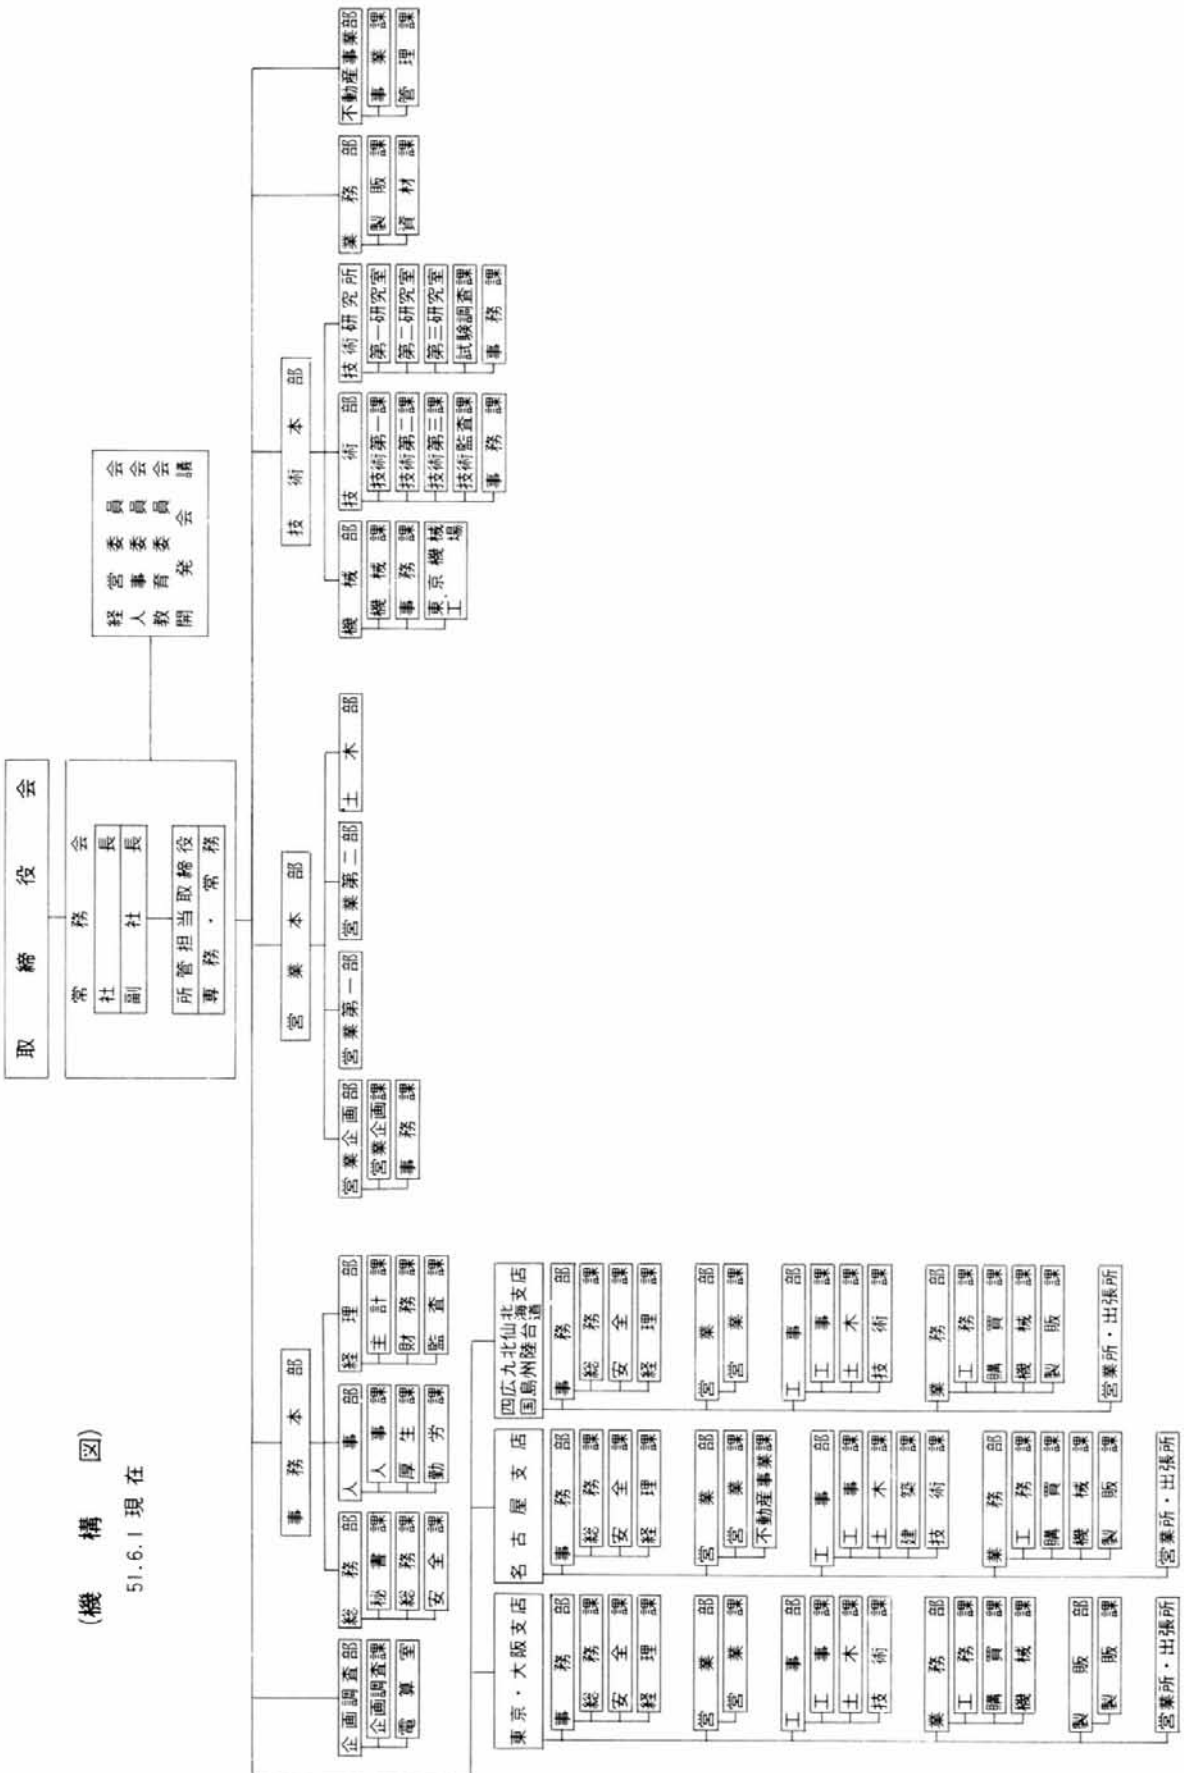 (機構図)
51.6.1現在
取締役会
常務会
社長
副社長
所管担当取締役
専務・常務
経営委員会
人事委員会
教育委員会
開発会議
企画調査部
企画調査課
電算室
事務本部
総務部
秘書課
総務課
安全課
人事部
人事課
厚生課
勤労課
経理部
主計課
財務課
監査課
営業本部
営業企画部
営業企画課
事務課
営業第一部
営業第二部
土木部
技術本部
機械部
機械課
事務課
東京機械
工場
技術部
技術第一課
技術第二課
技術第三課
技術監査課
事務課
技術研究所
第一研究室
第二研究室
第三研究室
試験調査課
事務課
業務部
製販課
資材課
不動産事業部
事業課
管理課
東京・大阪支店
事務部
総務課
安全課
経理課
営業部
営業課
工事部
工事課
土木課
技術課
業務部
工務課
購買課
機械課
製販部
製販課
営業所・出張所
名古屋支店
事務部
総務課
安全課
経理課
営業部
営業課
不動産事業課
工事部
工事課
土木課
建築課
技術課
業務部
工務課
購買課
機械課
製販課
営業所・出張所
四国広島九州北陸仙台北海道支店
事務部
総務課
安全課
経理課
営業部
営業課
工事部
工事課
土木課
技術課
業務部
工務課
購買課
機械課
製販課
営業所・出張所